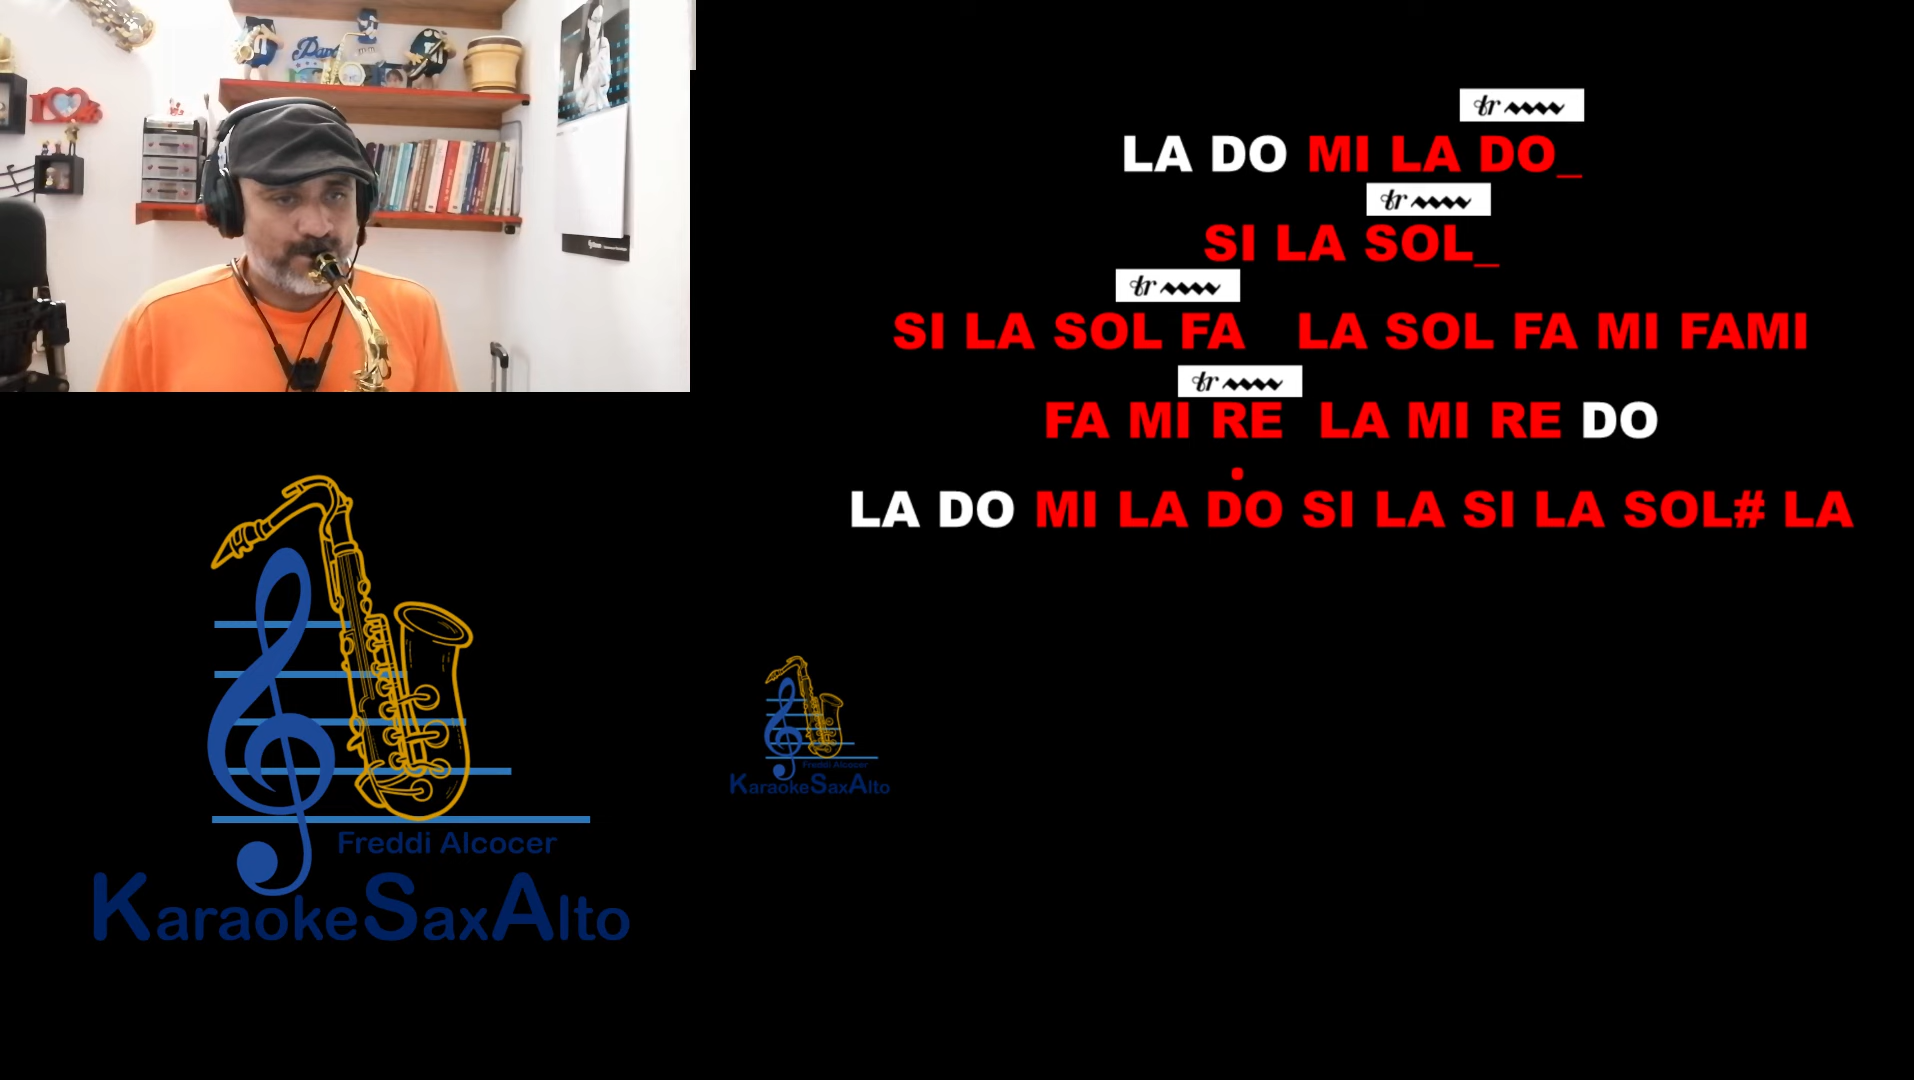 tr
LA DO MI LA DO_
tr
SI LA SOL_
tr
SI LA SOL FA LA SOL FA MI FAMI
tr
FA MI RE LA MI RE DO
LA DO MI LA DO SI LA SI LA SOL# LA
Freddi Alcocer
KaraokeSaxAlto
Freddi Alcocer
KaraokeSaxAlto